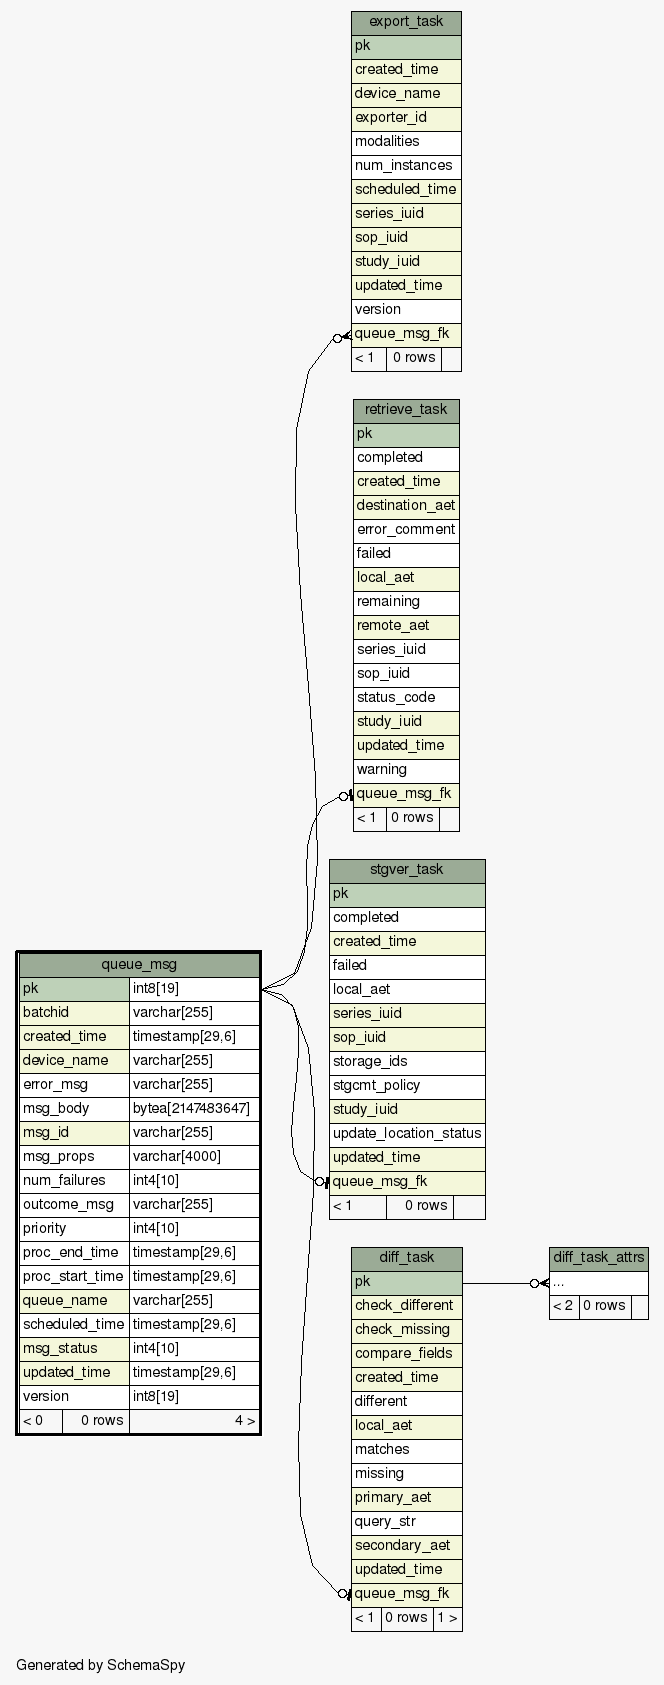 export_task
pk
created_time
device_name
exporter_id
modalities
num_instances
scheduled_time
series_iuid
sop_iuid
study_iuid
updated_time
version
queue_msg_fk
< 1 0 rows
retrieve_task
pk
completed
created_time
destination_aet
error_comment
failed
local_aet
remaining
remote_aet
series_iuid
sop_iuid
status_code
study_iuid
updated_time
warning
queue_msg_fk
< 1 0 rows
stgver_task
pk
completed
created_time
failed
local_aet
series_iuid
sop_iuid
storage_ids
stgcmt_policy
study_iuid
update_location_status
updated_time
queue_msg_fk
< 1 0 rows
queue_msg
pk int8[19]
batchid varchar[255]
created_time timestamp[29,6]
device_name varchar[255]
error_msg varchar[255]
msg_body bytea[2147483647]
msg_id varchar[255]
msg_props varchar[4000]
num_failures int4[10]
outcome_msg varchar[255]
priority int4[10]
proc_end_time timestamp[29,6]
proc_start_time timestamp[29,6]
queue_name varchar[255]
scheduled_time timestamp[29,6]
msg_status int4[10]
updated_time timestamp[29,6]
version int8[19]
< 0 0 rows 4 >
diff_task
pk
check_different
check_missing
compare_fields
created_time
different
local_aet
matches
missing
primary_aet
query_str
secondary_aet
updated_time
queue_msg_fk
< 1 0 rows 1 >
diff_task_attrs
...
< 2 0 rows
Generated by SchemaSpy